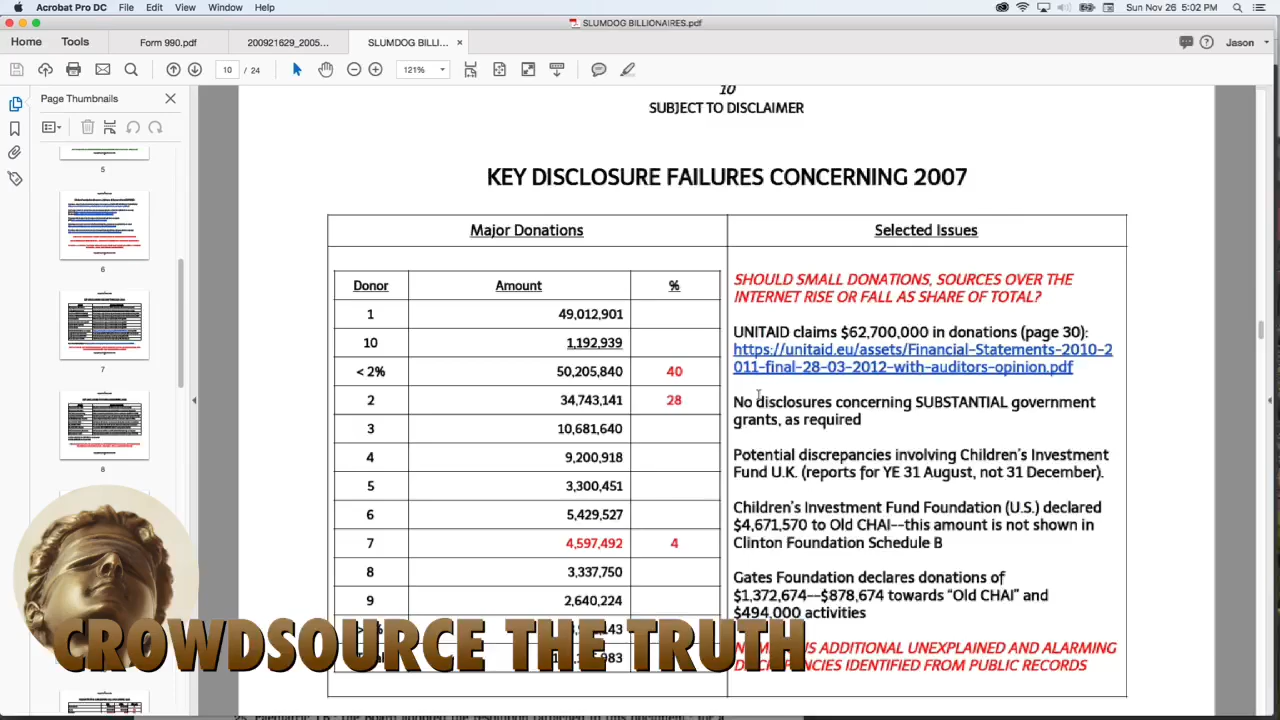 Acrobat Pro DC File Edit View Window Help
Sun Nov 26 5:02 PM
SLUMDOG BILLIONAIRES.pdf
Home Tools Form 990.pdf 200921629_2005... SLUMDOG BILLI... × Jason
10 / 24 121%
Page Thumbnails
5
6
7
8
10
SUBJECT TO DISCLAIMER
KEY DISCLOSURE FAILURES CONCERNING 2007
Major Donations
Donor Amount %
1 49,012,901
10 1,192,939
< 2% 50,205,840 40
2 34,743,141 28
3 10,681,640
4 9,200,918
5 3,300,451
6 5,429,527
7 4,597,492 4
8 3,337,750
9 2,640,224
Selected Issues
SHOULD SMALL DONATIONS, SOURCES OVER THE
INTERNET RISE OR FALL AS SHARE OF TOTAL?
UNITAID claims $62,700,000 in donations (page 30):
https://unitaid.eu/assets/Financial-Statements-2010-2
011-final-28-03-2012-with-auditors-opinion.pdf
No disclosures concerning SUBSTANTIAL government
grants, as required
Potential discrepancies involving Children's Investment
Fund U.K. (reports for YE 31 August, not 31 December).
Children's Investment Fund Foundation (U.S.) declared
$4,671,570 to Old CHAI--this amount is not shown in
Clinton Foundation Schedule B
Gates Foundation declares donations of
$1,372,674--$878,674 towards "Old CHAI" and
$494,000 activities
ADDITIONAL UNEXPLAINED AND ALARMING
IDENTIFIED FROM PUBLIC RECORDS
CROWDSOURCE THE TRUTH